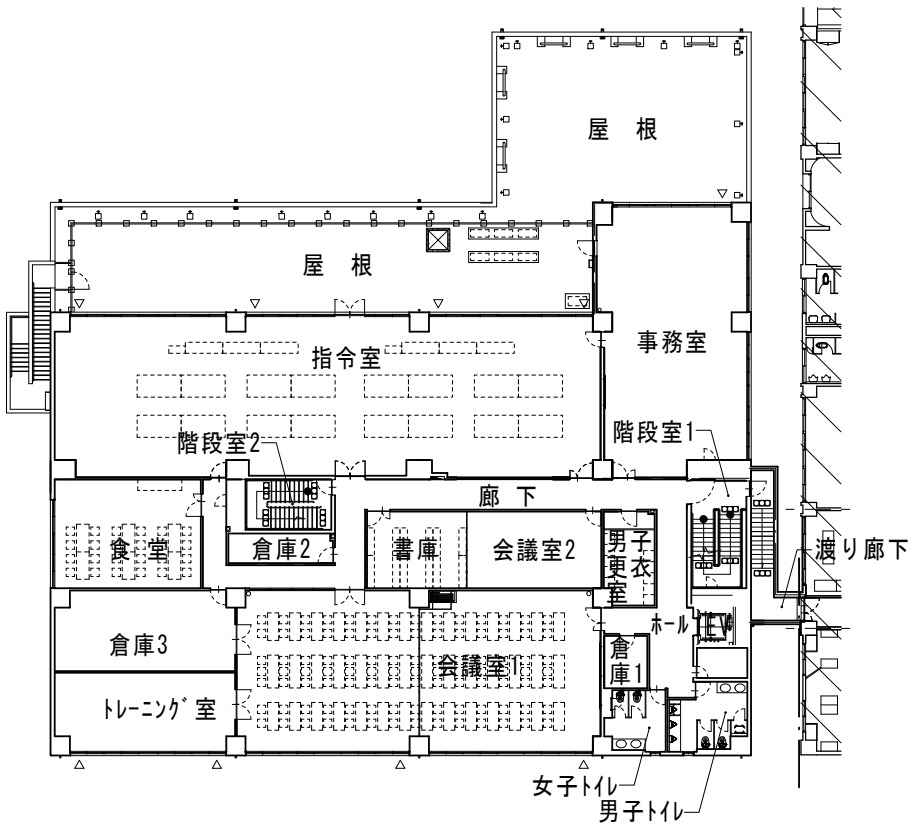 屋 根
屋 根
指令室
事務室
階段室2
階段室1
廊 下
食 堂
倉庫2
書庫
会議室2
男子
更衣
室
渡り廊下
ホール
EV
倉庫3
会議室1
倉
庫1
トレーニング室
女子トイレ
男子トイレ